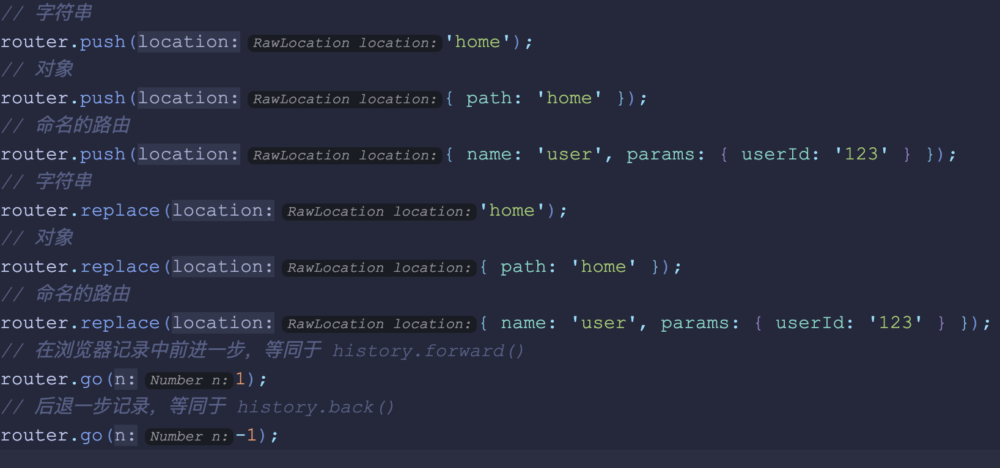 // 字符串
router.push(location: RawLocation location: 'home');
// 对象
router.push(location: RawLocation location: { path: 'home' });
// 命名的路由
router.push(location: RawLocation location: { name: 'user', params: { userId: '123' } });
// 字符串
router.replace(location: RawLocation location: 'home');
// 对象
router.replace(location: RawLocation location: { path: 'home' });
// 命名的路由
router.replace(location: RawLocation location: { name: 'user', params: { userId: '123' } });
// 在浏览器记录中前进一步，等同于 history.forward()
router.go(n: Number n: 1);
// 后退一步记录，等同于 history.back()
router.go(n: Number n: -1);